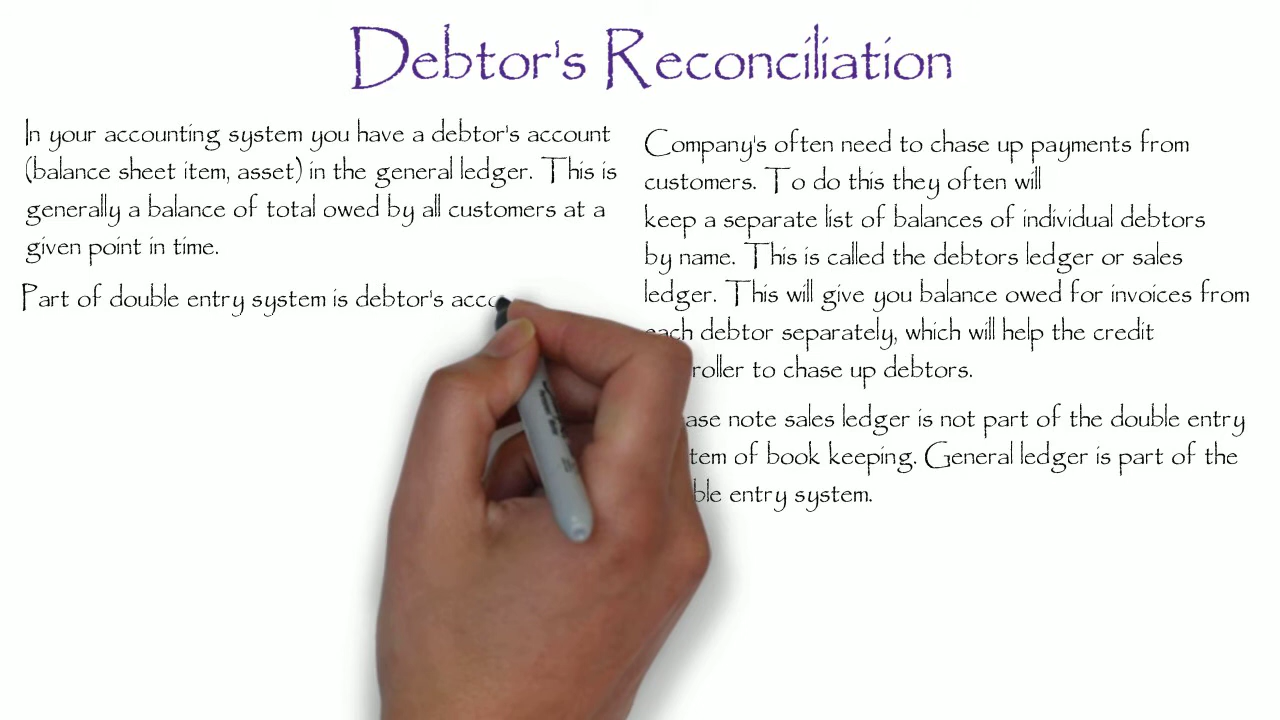 Debtor's Reconciliation
In your accounting system you have a debtor's account
(balance sheet item, asset) in the general ledger. This is
generally a balance of total owed by all customers at a
given point in time.
Part of double entry system is debtor's acco
Company's often need to chase up payments from
customers. To do this they often will
keep a separate list of balances of individual debtors
by name. This is called the debtors ledger or sales
ledger. This will give you balance owed for invoices from
each debtor separately, which will help the credit
roller to chase up debtors.
ase note sales ledger is not part of the double entry
tem of book keeping. General ledger is part of the
ble entry system.